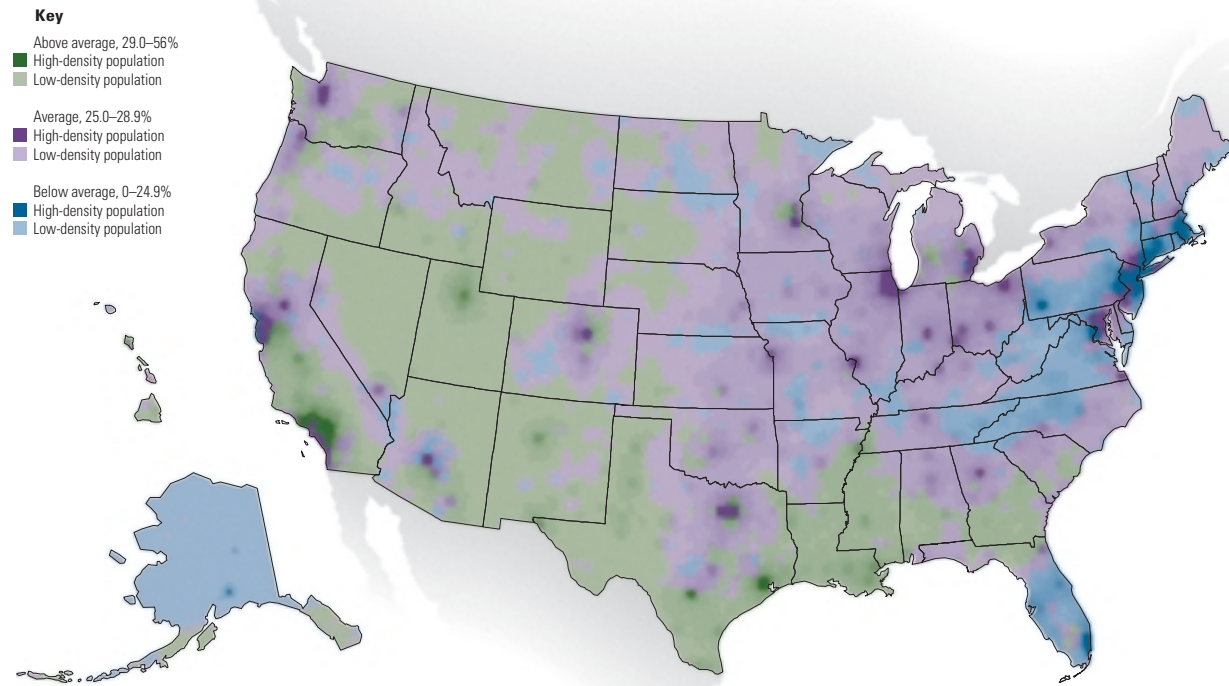 Key
Above average, 29.0–56%
High-density population
Low-density population
Average, 25.0–28.9%
High-density population
Low-density population
Below average, 0–24.9%
High-density population
Low-density population